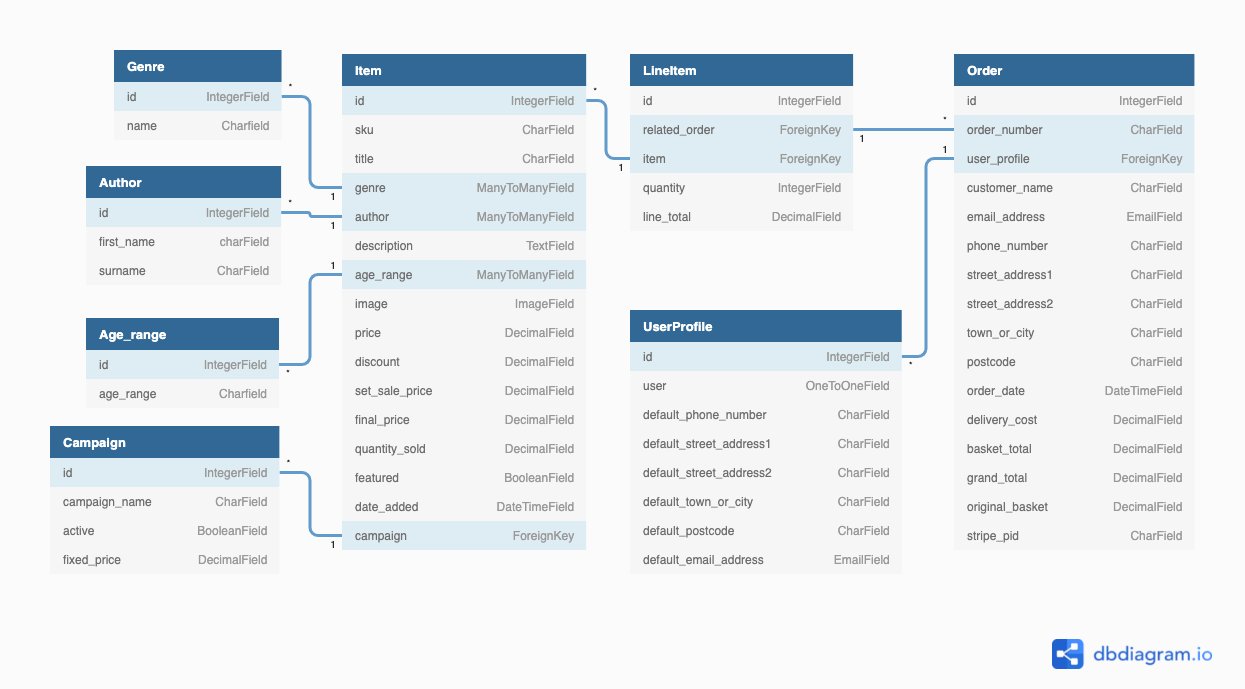 Genre
id IntegerField
name Charfield
Author
id IntegerField
first_name charField
surname CharField
Age_range
id IntegerField
age_range Charfield
Campaign
id IntegerField
campaign_name CharField
active BooleanField
fixed_price DecimalField
Item
id IntegerField
sku CharField
title CharField
genre ManyToManyField
author ManyToManyField
description TextField
age_range ManyToManyField
image ImageField
price DecimalField
discount DecimalField
set_sale_price DecimalField
final_price DecimalField
quantity_sold DecimalField
featured BooleanField
date_added DateTimeField
campaign ForeignKey
LineItem
id IntegerField
related_order ForeignKey
item ForeignKey
quantity IntegerField
line_total DecimalField
UserProfile
id IntegerField
user OneToOneField
default_phone_number CharField
default_street_address1 CharField
default_street_address2 CharField
default_town_or_city CharField
default_postcode CharField
default_email_address EmailField
Order
id IntegerField
order_number CharField
user_profile ForeignKey
customer_name CharField
email_address EmailField
phone_number CharField
street_address1 CharField
street_address2 CharField
town_or_city CharField
postcode CharField
order_date DateTimeField
delivery_cost DecimalField
basket_total DecimalField
grand_total DecimalField
original_basket DecimalField
stripe_pid CharField
*
1
*
1
1
*
*
1
*
1
*
1
1
*
dbdiagram.io